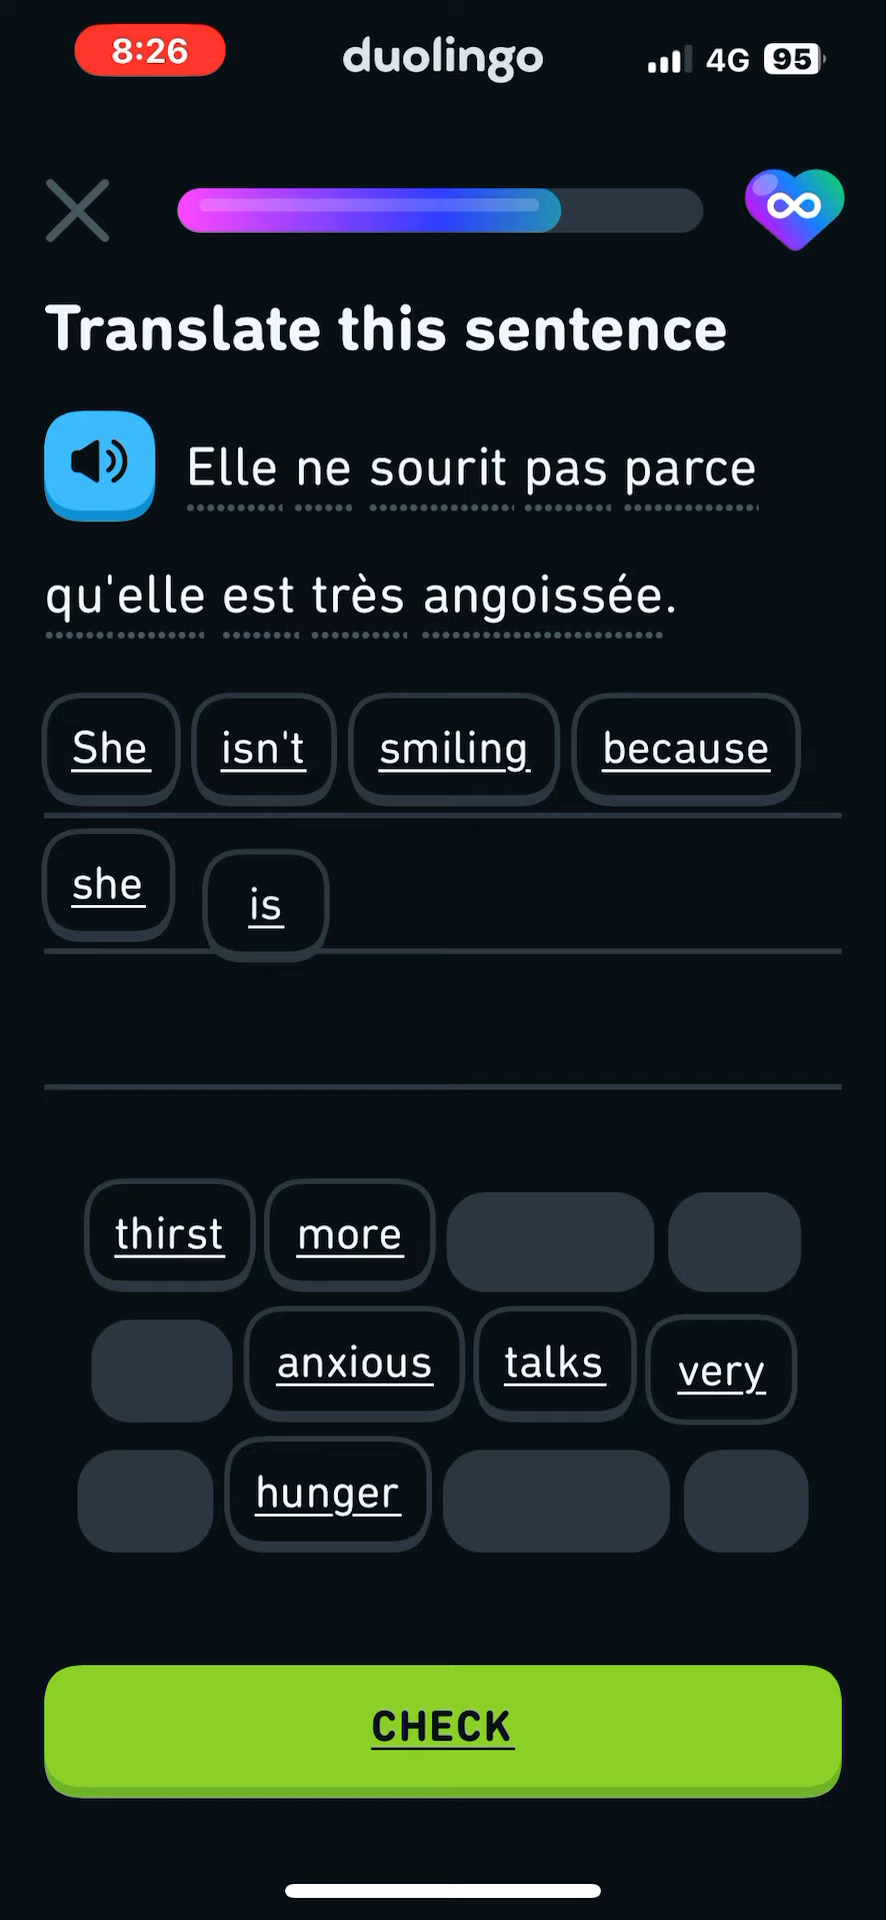 8:26 duolingo 4G 95
Translate this sentence
Elle ne sourit pas parce
qu'elle est très angoissée.
She isn't smiling because
she is
thirst more
anxious talks very
hunger
CHECK